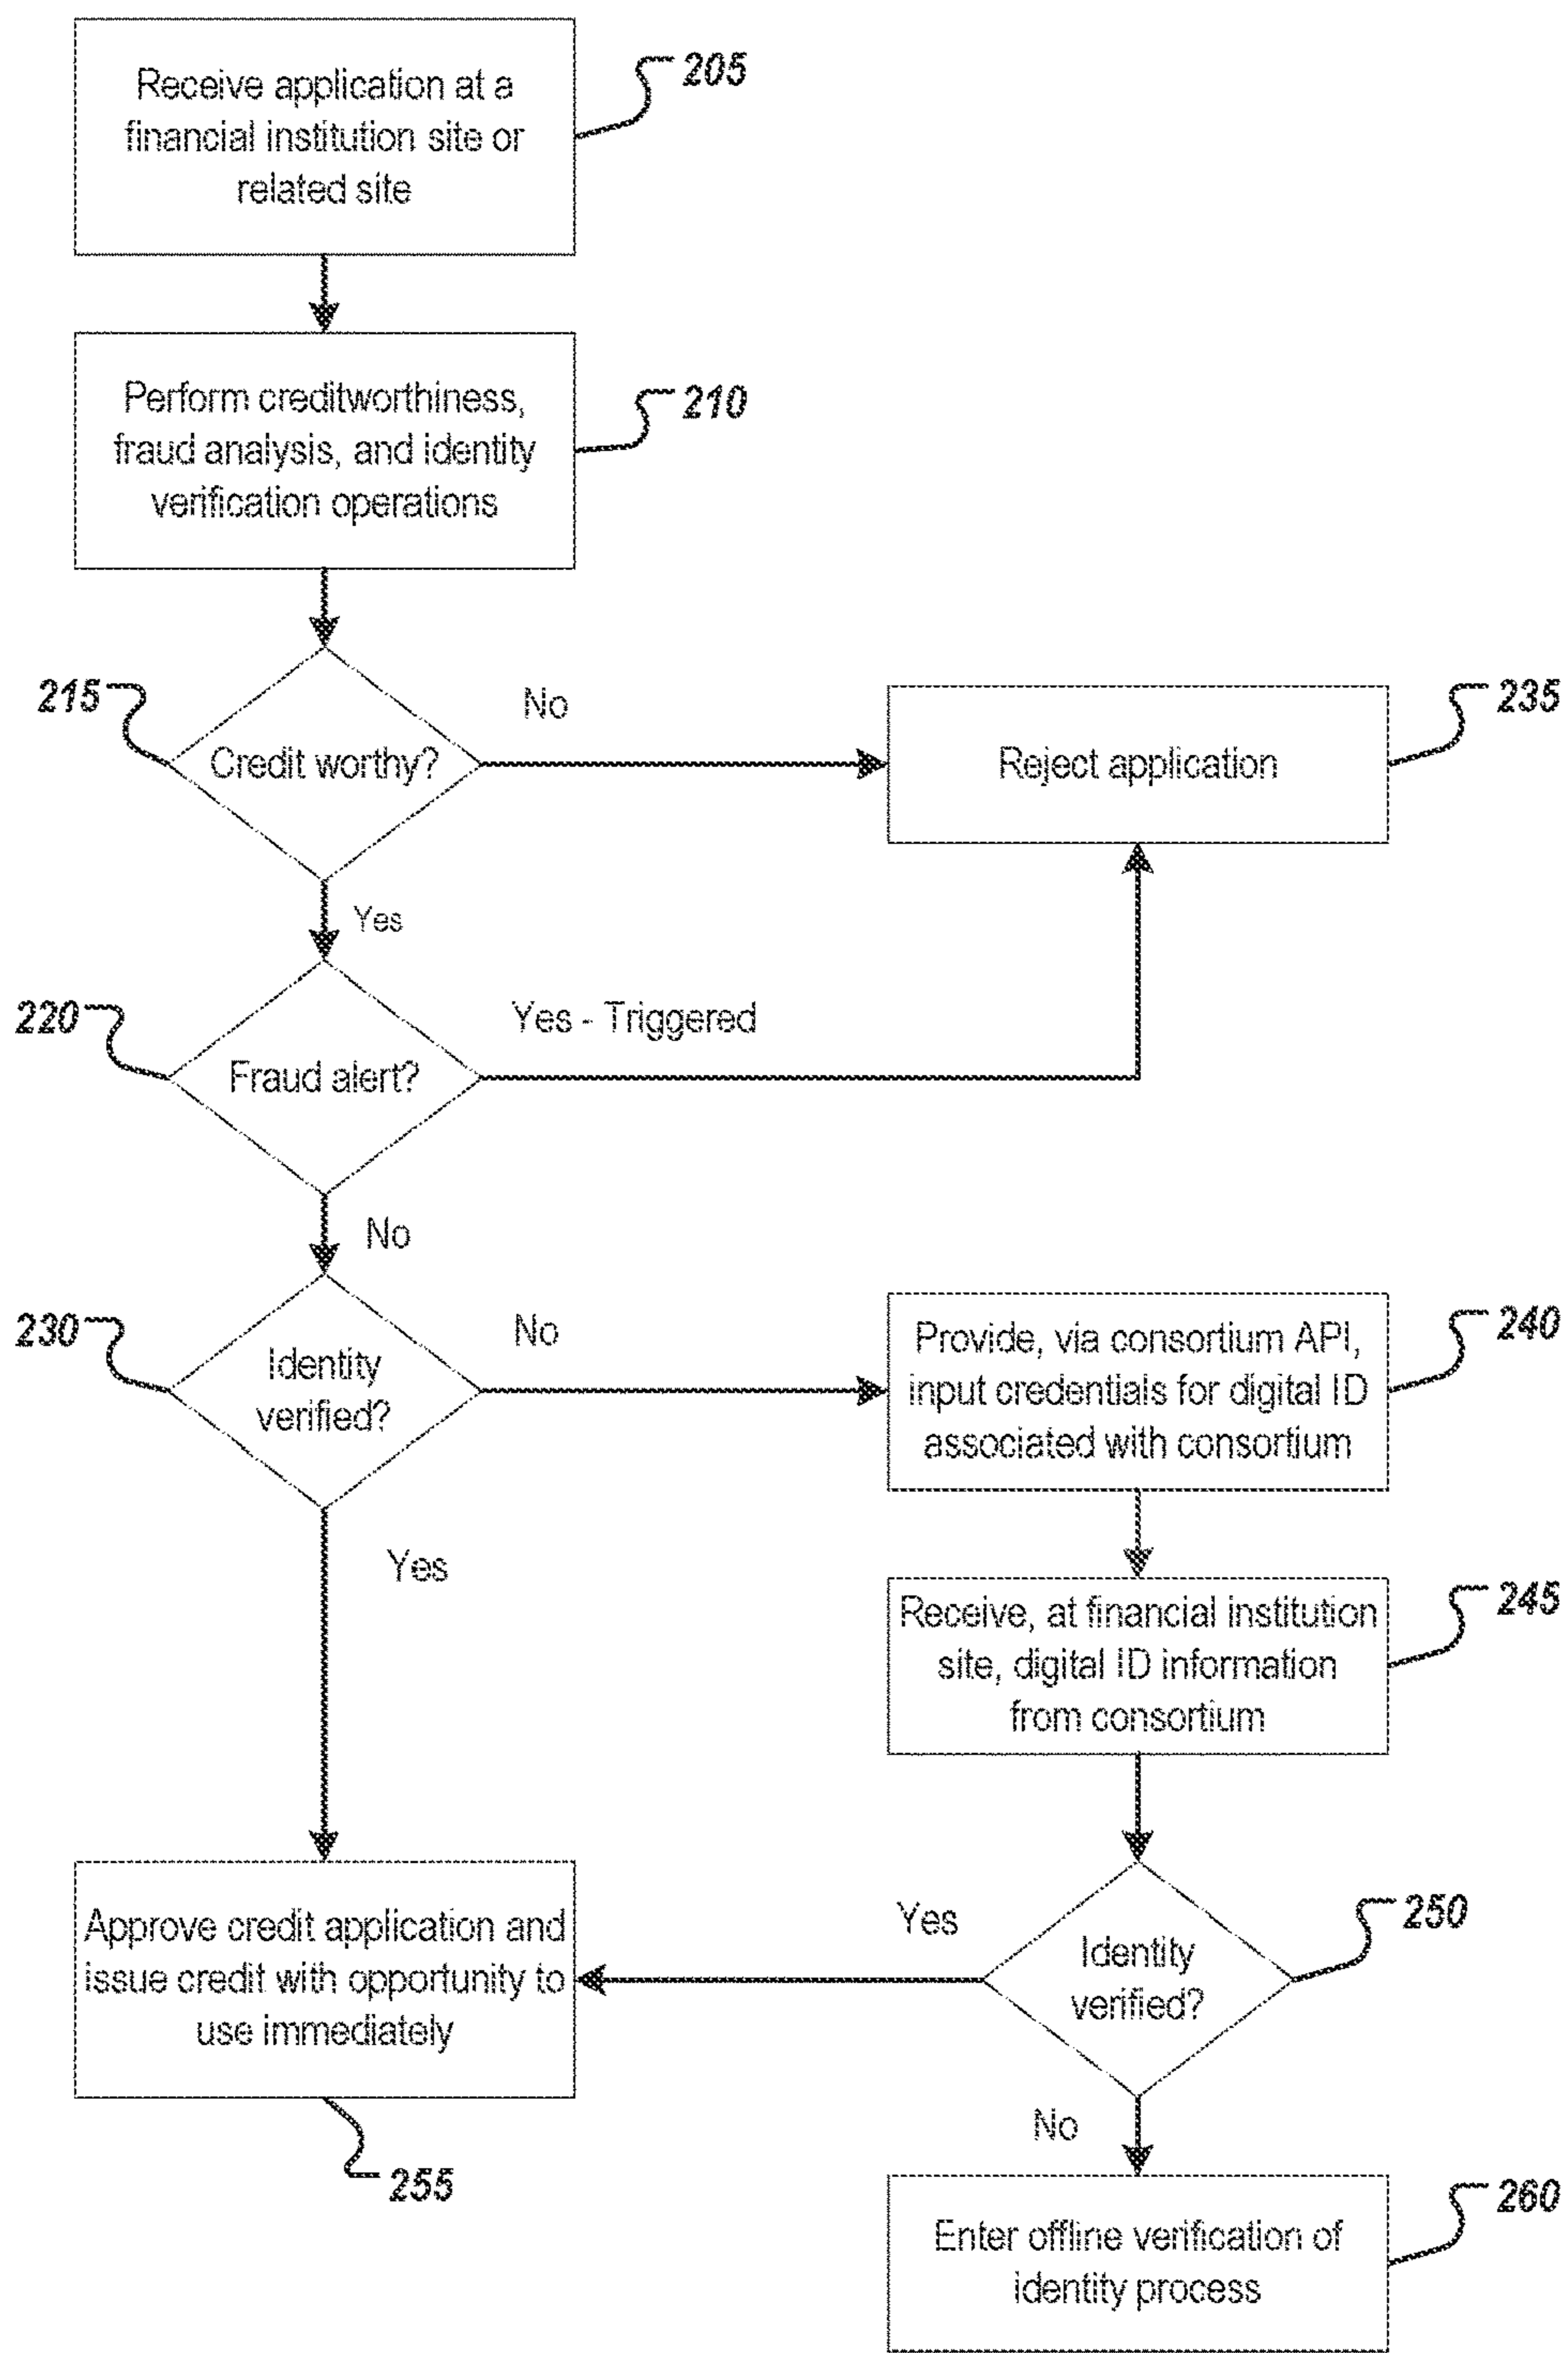 Receive application at a
financial institution site or
related site
205
Perform creditworthiness,
fraud analysis, and identity
verification operations
210
215
Credit worthy?
No
Reject application
235
Yes
220
Fraud alert?
Yes - Triggered
No
230
Identity
verified?
No
Provide, via consortium API,
input credentials for digital ID
associated with consortium
240
Yes
Receive, at financial institution
site, digital ID information
from consortium
245
Approve credit application and
issue credit with opportunity to
use immediately
255
Yes
Identity
verified?
250
No
Enter offline verification of
identity process
260